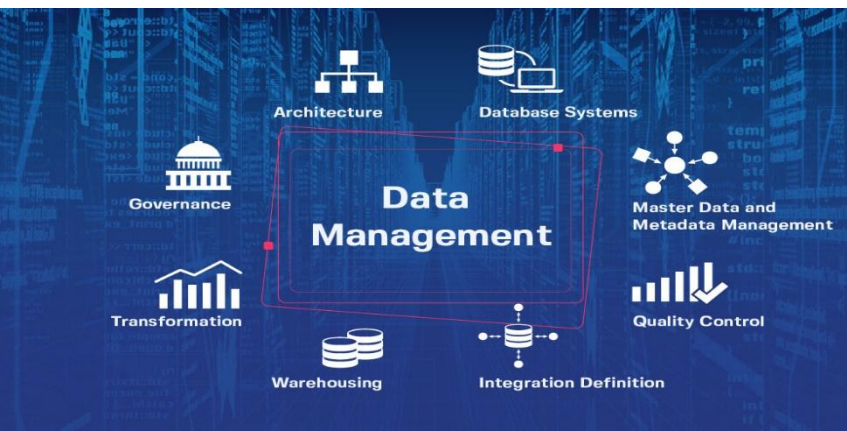 Architecture
Database Systems
Governance
Data
Management
Master Data and
Metadata Management
Transformation
Quality Control
Warehousing
Integration Definition